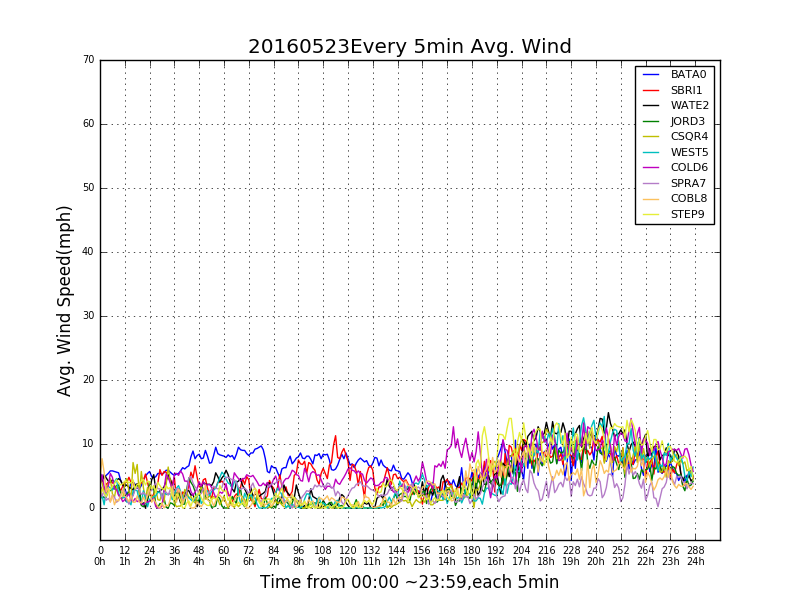 20160523Every 5min Avg. Wind
70
60
50
40
30
20
10
0
Avg. Wind Speed(mph)
BATA0
SBRI1
WATE2
JORD3
CSQR4
WEST5
COLD6
SPRA7
COBL8
STEP9
0 12 24 36 48 60 72 84 96 108 120 132 144 156 168 180 192 204 216 228 240 252 264 276 288
0h 1h 2h 3h 4h 5h 6h 7h 8h 9h 10h 11h 12h 13h 14h 15h 16h 17h 18h 19h 20h 21h 22h 23h 24h
Time from 00:00 ~23:59,each 5min